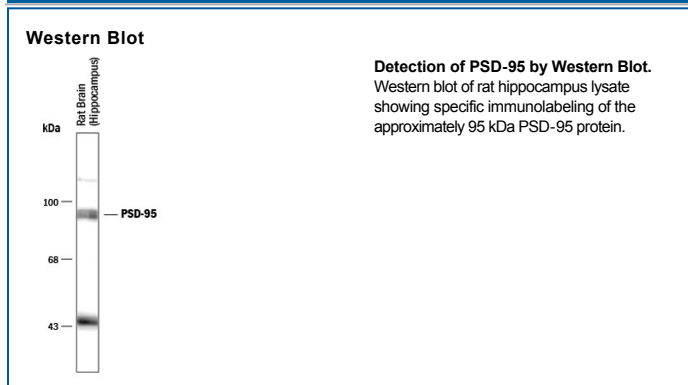 Western Blot
Rat Brain
(Hippocampus)
kDa
100
PSD-95
68
43
Detection of PSD-95 by Western Blot.
Western blot of rat hippocampus lysate
showing specific immunolabeling of the
approximately 95 kDa PSD-95 protein.